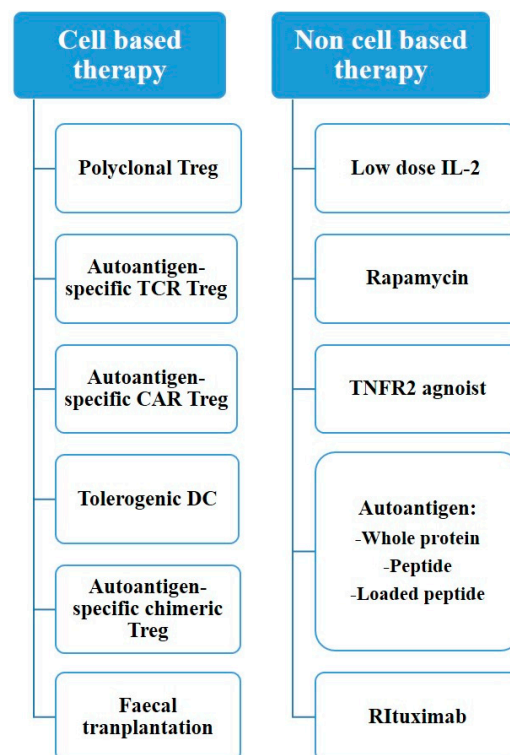 Cell based
therapy
Polyclonal Treg
Autoantigen-
specific TCR Treg
Autoantigen-
specific CAR Treg
Tolerogenic DC
Autoantigen-
specific chimeric
Treg
Faecal
tranplantation
Non cell based
therapy
Low dose IL-2
Rapamycin
TNFR2 agnoist
Autoantigen:
-Whole protein
-Peptide
-Loaded peptide
RItuximab